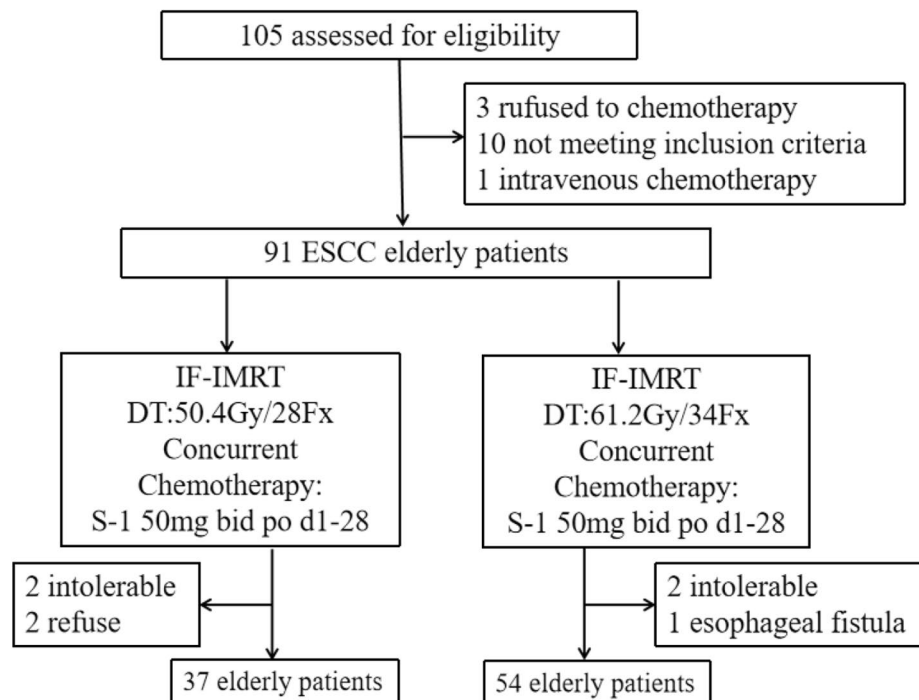 105 assessed for eligibility
3 rufused to chemotherapy
10 not meeting inclusion criteria
1 intravenous chemotherapy
91 ESCC elderly patients
IF-IMRT
DT:50.4Gy/28Fx
Concurrent
Chemotherapy:
S-1 50mg bid po d1-28
IF-IMRT
DT:61.2Gy/34Fx
Concurrent
Chemotherapy:
S-1 50mg bid po d1-28
2 intolerable
2 refuse
2 intolerable
1 esophageal fistula
37 elderly patients
54 elderly patients